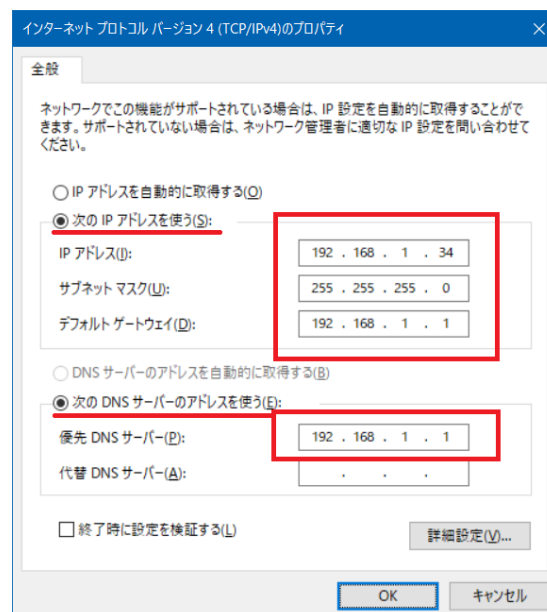 インターネット プロトコル バージョン 4 (TCP/IPv4)のプロパティ
全般
ネットワークでこの機能がサポートされている場合は、IP 設定を自動的に取得することがで
きます。サポートされていない場合は、ネットワーク管理者に適切な IP 設定を問い合わせて
ください。
IP アドレスを自動的に取得する(O)
次の IP アドレスを使う(S):
IP アドレス(I): 192 . 168 . 1 . 34
サブネット マスク(U): 255 . 255 . 255 . 0
デフォルト ゲートウェイ(D): 192 . 168 . 1 . 1
DNS サーバーのアドレスを自動的に取得する(B)
次の DNS サーバーのアドレスを使う(E):
優先 DNS サーバー(P): 192 . 168 . 1 . 1
代替 DNS サーバー(A): . . .
終了時に設定を検証する(L)
詳細設定(V)...
OK キャンセル